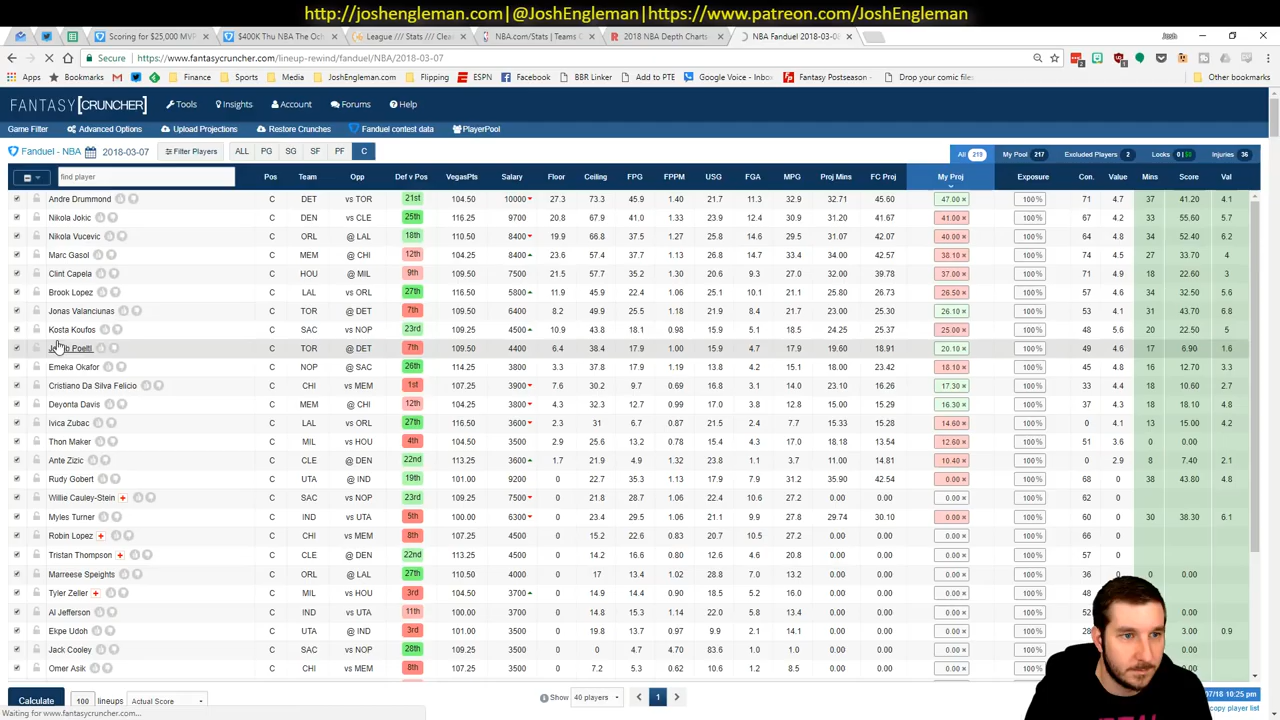 http://joshengleman.com|@JoshEngleman|https://www.patreon.com/JoshEngleman
Scoring for $25,000 MVP
$400K Thu NBA The Och
League /// Stats /// Clear
NBA.com/Stats | Teams C
2018 NBA Depth Charts
NBA Fanduel 2018-03-0
Josh
Secure https://www.fantasycruncher.com/lineup-rewind/fanduel/NBA/2018-03-07
Apps Bookmarks Finance Sports Media JoshEngleman.com Flipping ESPN Facebook BBR Linker Add to PTE Google Voice - Inbo Fantasy Postseason - Drop your comic files Other bookmarks
FANTASY[CRUNCHER] Tools Insights Account Forums Help
Game Filter Advanced Options Upload Projections Restore Crunches Fanduel contest data PlayerPool
Fanduel - NBA 2018-03-07 Filter Players ALL PG SG SF PF C All 213 My Pool 217 Excluded Players 2 Locks 0 | $0 Injuries 36
find player Pos Team Opp Def v Pos VegasPts Salary Floor Ceiling FPG FPPM USG FGA MPG Proj Mins FC Proj My Proj Exposure Con. Value Mins Score Val
Andre Drummond C DET vs TOR 21st 104.50 10000 27.3 73.3 45.9 1.40 21.7 11.3 32.9 32.71 45.60 47.00 100% 71 4.7 37 41.20 4.1
Nikola Jokic C DEN vs CLE 25th 116.25 9700 20.8 67.9 41.0 1.33 23.9 12.4 30.9 31.20 41.01 41.00 100% 67 4.2 33 55.60 5.7
Nikola Vucevic C ORL @ LAL 18th 110.50 8400 19.9 66.8 37.5 1.27 25.8 14.6 29.5 31.07 42.07 40.00 100% 64 4.8 34 52.40 6.2
Marc Gasol C MEM @ CHI 12th 104.25 8400 23.6 57.4 37.7 1.13 25.8 14.7 33.4 34.00 42.57 38.10 100% 74 4.5 27 33.70 4
Clint Capela C HOU @ MIL 9th 109.50 7500 21.5 57.7 35.2 1.30 20.6 9.3 27.0 32.32 39.78 37.00 100% 71 4.9 18 22.60 3
Brook Lopez C LAL vs ORL 27th 116.50 5800 11.9 45.9 22.4 1.06 25.1 10.1 21.1 25.80 26.73 26.50 100% 57 4.6 34 32.50 5.6
Jonas Valanciunas C TOR @ DET 7th 109.50 6400 8.2 49.9 25.5 1.18 21.4 8.1 21.7 23.00 25.30 26.10 100% 53 4.1 31 43.70 6.8
Kosta Koufos C SAC vs NOP 23rd 109.25 4500 10.9 43.8 18.1 0.98 15.9 5.1 18.5 24.24 25.37 25.00 100% 48 5.6 20 22.50 5
Poeltl C TOR @ DET 7th 109.50 4400 6.4 38.4 17.9 1.00 15.9 4.7 17.9 19.60 18.91 20.10 100% 49 4.6 17 6.90 1.6
Emeka Okafor C NOP @ SAC 26th 114.25 3800 3.3 37.8 17.9 1.19 13.8 4.2 15.1 18.00 23.42 18.10 100% 45 4.8 16 12.70 3.3
Cristiano Da Silva Felicio C CHI vs MEM 1st 107.25 3900 7.6 30.2 9.7 0.69 16.8 3.1 14.0 23.10 16.26 17.30 100% 33 4.4 18 10.60 2.7
Deyonta Davis C MEM @ CHI 12th 104.25 3800 4.3 32.3 12.7 0.99 17.0 3.8 12.8 15.00 15.29 16.30 100% 37 4.3 18 18.10 4.8
Ivica Zubac C LAL vs ORL 27th 116.50 3600 2.3 31 6.7 0.87 21.5 2.4 7.7 15.33 15.28 14.60 100% 0 4.1 13 15.00 4.2
Thon Maker C MIL vs HOU 4th 104.50 3500 2.9 25.6 13.2 0.78 15.4 4.4 17.0 18.18 13.54 12.60 100% 51 3.6 0 0.00
Ante Zizic C CLE @ DEN 22nd 113.25 3600 1.7 21.9 4.9 1.32 23.8 1.1 3.7 11.00 14.81 10.40 100% 0 2.9 8 7.40 2.1
Rudy Gobert C UTA @ IND 19th 101.00 9200 0 50.9 35.3 1.13 17.9 7.9 31.2 35.90 42.54 0.00 100% 68 0 38 43.80 4.8
Willie Cauley-Stein C SAC vs NOP 23rd 109.25 7500 0 21.8 28.7 1.06 22.4 10.6 27.2 0.00 0.00 0.00 100% 62 0
Myles Turner C IND vs UTA 5th 100.00 6300 0 23.4 29.5 1.06 21.1 9.9 27.8 29.74 30.10 0.00 100% 60 0 30 38.30 6.1
Robin Lopez C CHI vs MEM 8th 107.25 4500 0 15.2 22.6 0.83 20.7 10.5 27.2 0.00 0.00 0.00 100% 66 0
Tristan Thompson C CLE @ DEN 22nd 113.25 4500 0 14.2 16.6 0.80 12.6 4.6 20.8 0.00 0.00 0.00 100% 57 0
Marreese Speights C ORL @ LAL 27th 110.50 4000 0 17 13.4 1.02 28.8 7.0 13.2 0.00 0.00 0.00 100% 36 0 0 0.00
Tyler Zeller C MIL vs HOU 3rd 104.50 3700 0 14.9 14.4 0.90 18.5 5.2 16.0 0.00 0.00 0.00 100% 48
Al Jefferson C IND vs UTA 11th 100.00 3700 0 14.8 15.3 1.14 22.0 5.8 13.4 0.00 0.00 0.00 100% 52 0.00
Ekpe Udoh C UTA @ IND 3rd 101.00 3500 0 19.8 13.7 0.97 9.9 2.1 14.1 0.00 0.00 0.00 100% 3.00 0.9
Jack Cooley C SAC vs NOP 28th 109.25 3500 0 0 4.7 4.70 83.6 1.0 1.0 0.00 0.00 0.00 100% 0 0.00
Omer Asik C CHI vs MEM 8th 107.25 3500 0 7.2 5.3 0.62 10.6 1.2 8.5 0.00 0.00 0.00 100% 0.00
Calculate 100 lineups Actual Score Show 40 players 1 07/18 10:25 pm
Waiting for www.fantasycruncher.com... opy player list